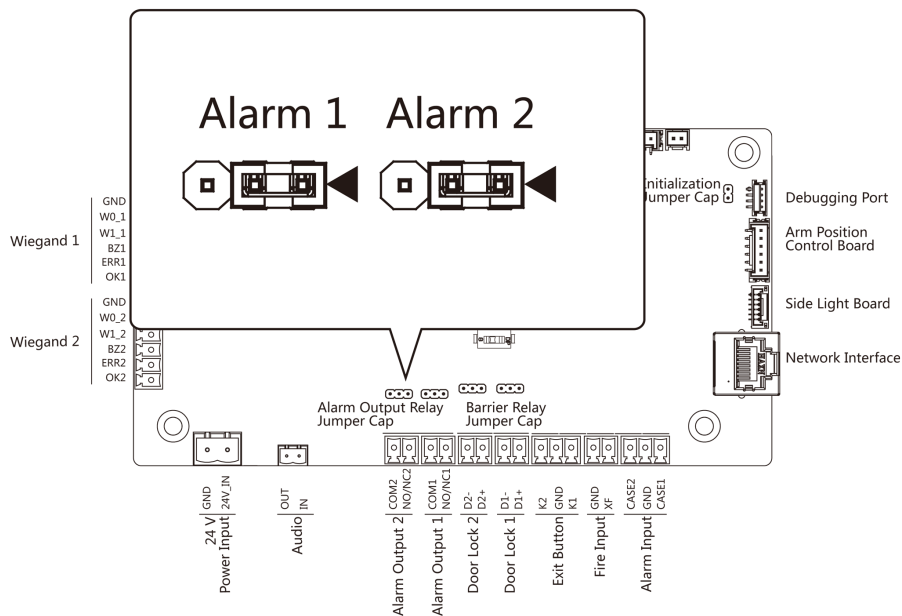 Alarm 1
Alarm 2
Initialization
Jumper Cap
Debugging Port
Arm Position
Control Board
Side Light Board
Network Interface
Wiegand 1
GND
W0_1
W1_1
BZ1
ERR1
OK1
Wiegand 2
GND
W0_2
W1_2
BZ2
ERR2
OK2
Alarm Output Relay
Jumper Cap
Barrier Relay
Jumper Cap
24 V
Power Input
GND
24V_IN
Audio
OUT
IN
Alarm Output 2
COM2
NO/NC2
Alarm Output 1
COM1
NO/NC1
Door Lock 2
D2-
D2+
Door Lock 1
D1-
D1+
Exit Button
K2
GND
K1
Fire Input
GND
XF
Alarm Input
CASE2
GND
CASE1